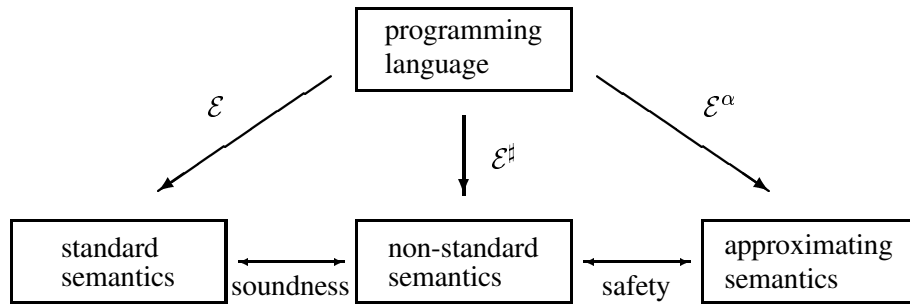 programming
language
ℰ
ℰ^α
ℰ^♯
standard
semantics
soundness
non-standard
semantics
safety
approximating
semantics